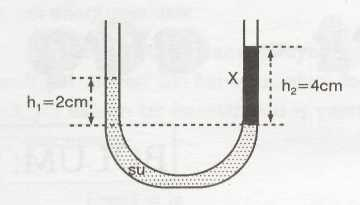 X
h₁=2cm
h₂=4cm
su